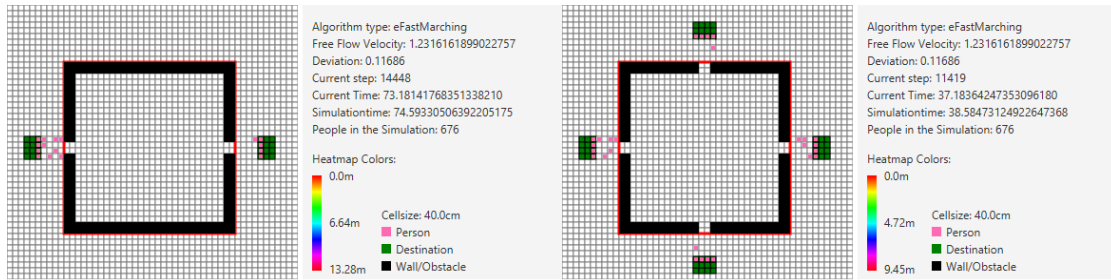 Algorithm type: eFastMarching
Free Flow Velocity: 1.2316161899022757
Deviation: 0.11686
Current step: 14448
Current Time: 73.18141768351338210
Simulationtime: 74.59330506392205175
People in the Simulation: 676
Heatmap Colors:
0.0m
6.64m
13.28m
Cellsize: 40.0cm
Person
Destination
Wall/Obstacle
Algorithm type: eFastMarching
Free Flow Velocity: 1.2316161899022757
Deviation: 0.11686
Current step: 11419
Current Time: 37.18364247353096180
Simulationtime: 38.58473124922647368
People in the Simulation: 676
Heatmap Colors:
0.0m
4.72m
9.45m
Cellsize: 40.0cm
Person
Destination
Wall/Obstacle